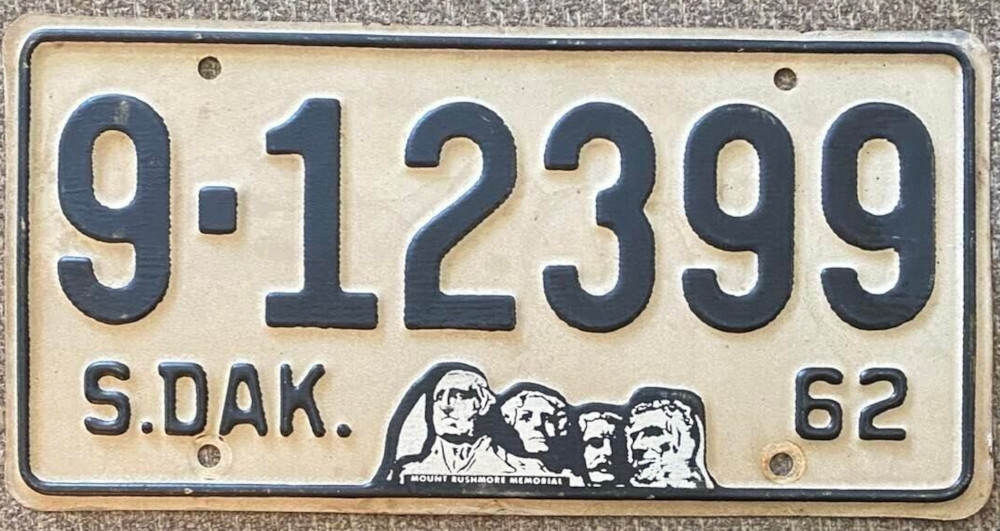 9-12399
S.DAK. 62
MOUNT RUSHMORE MEMORIAL